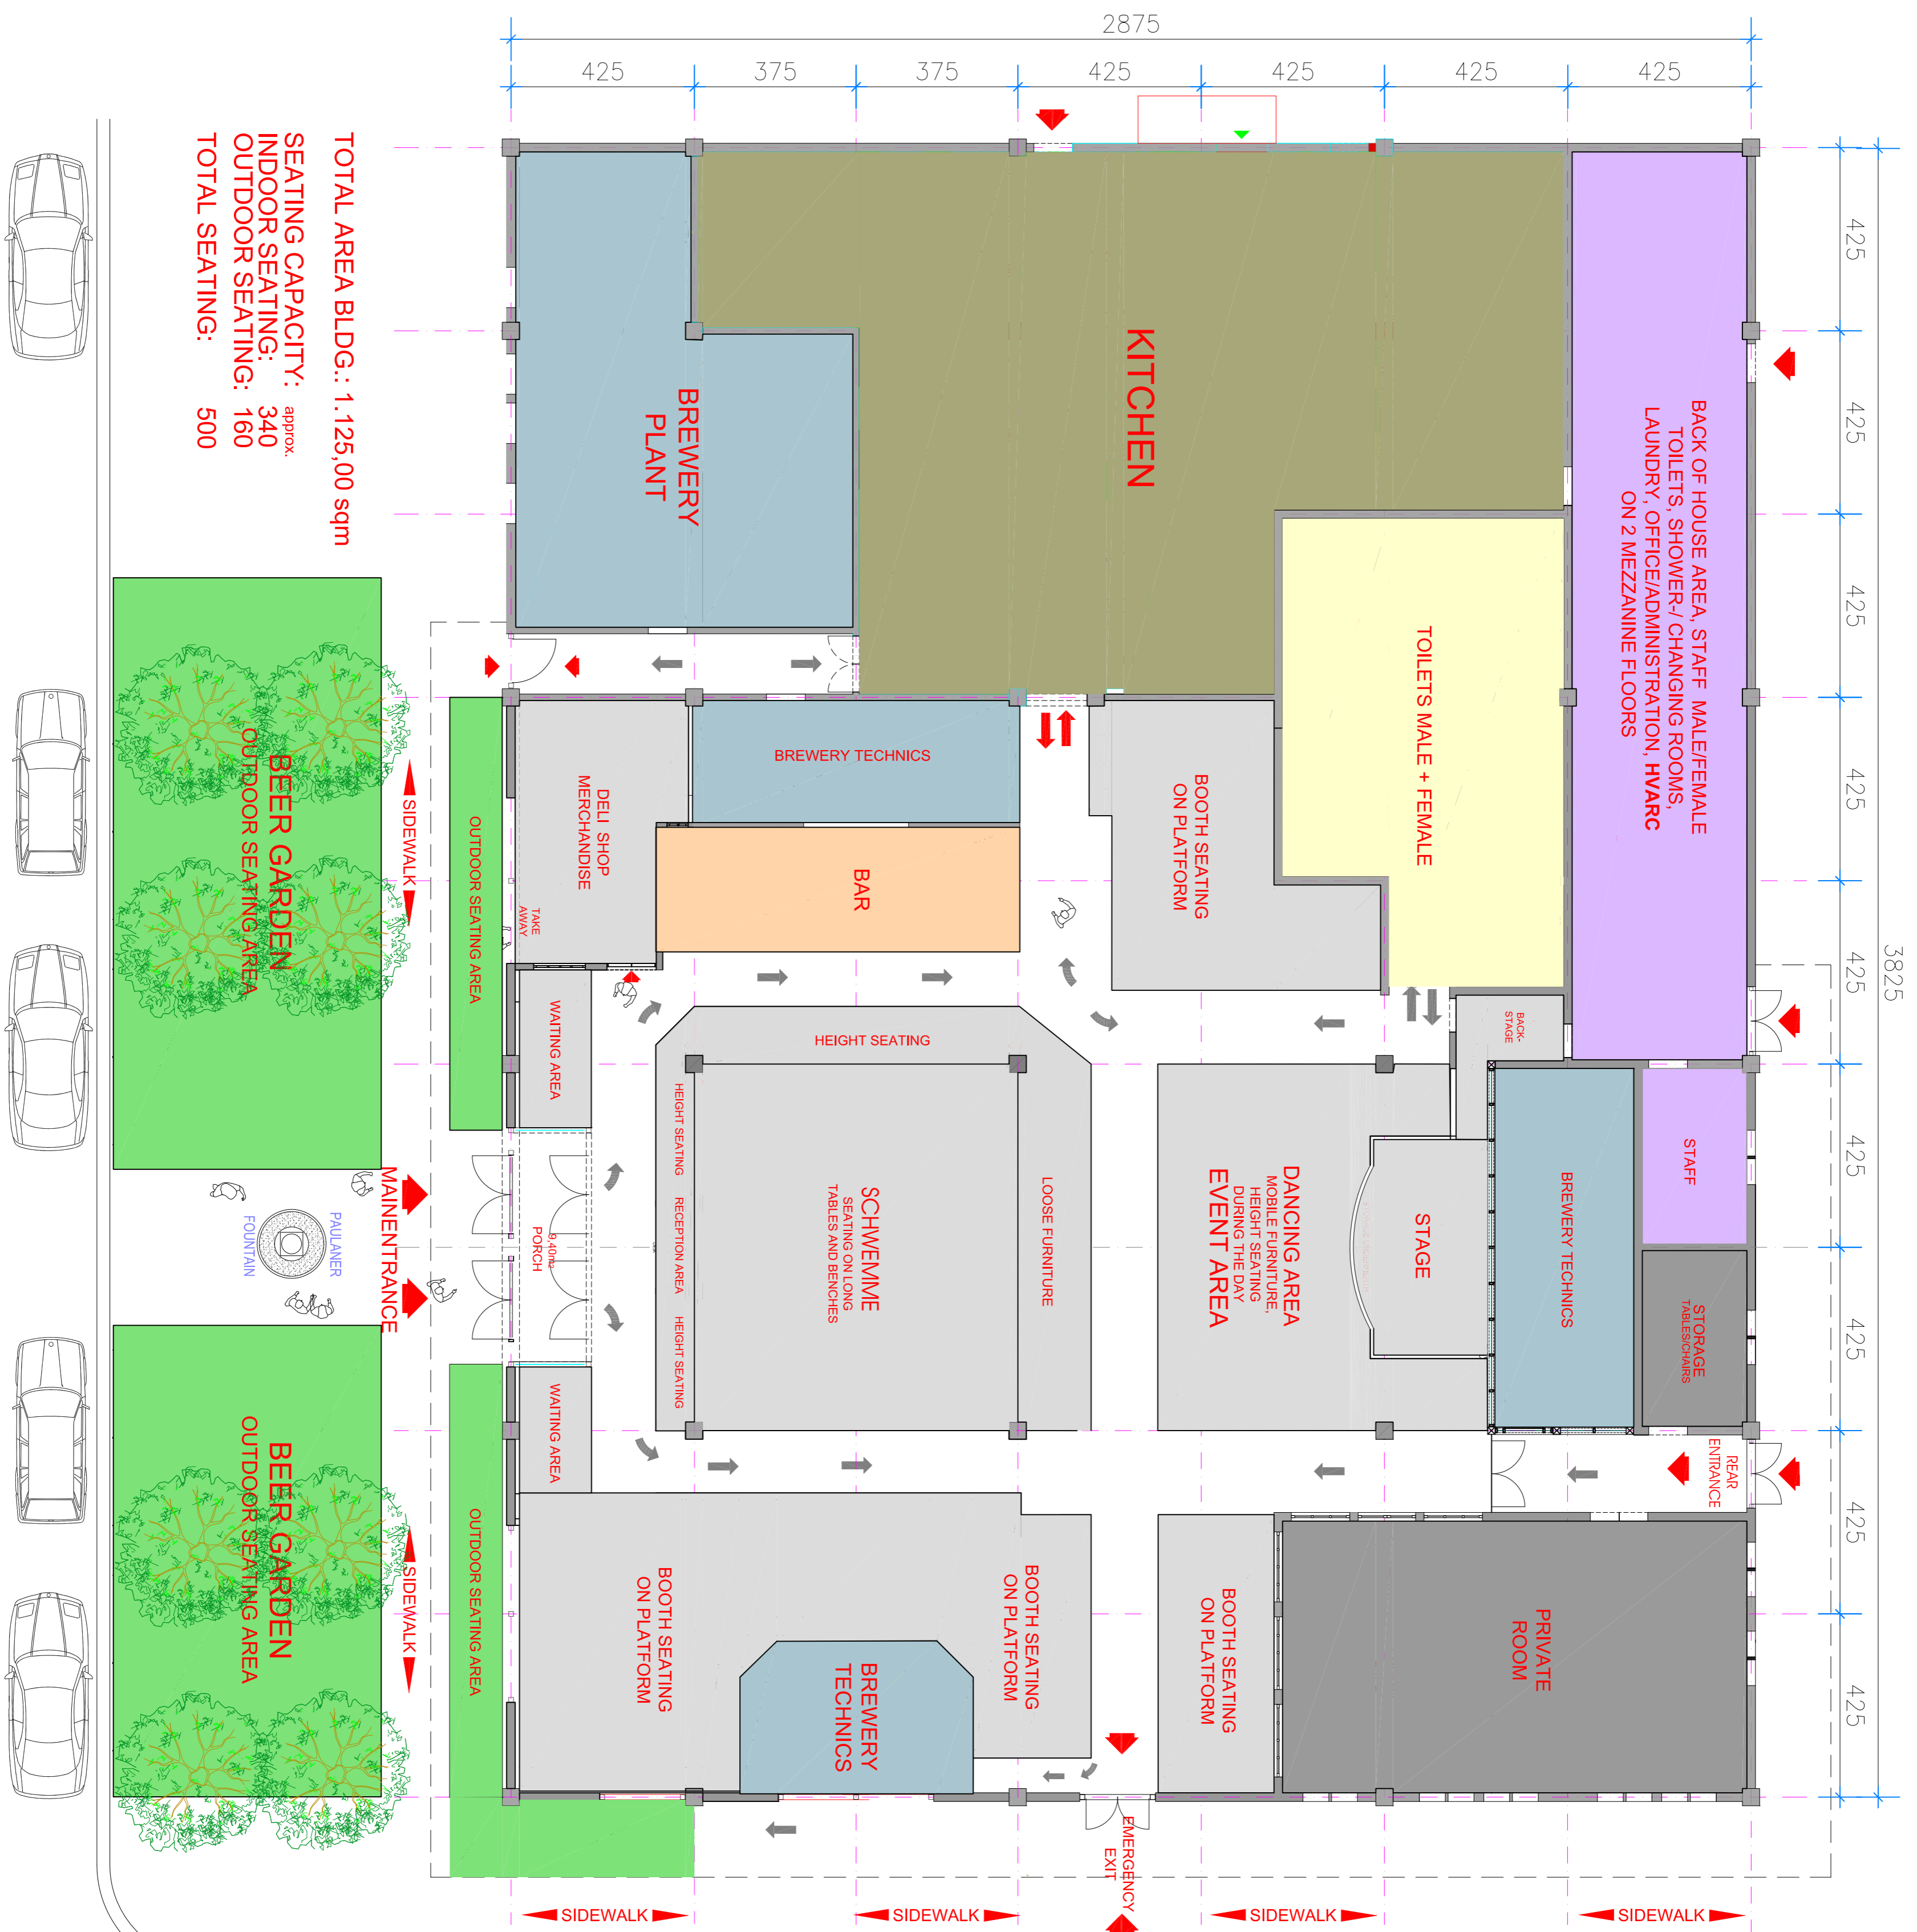 2875
425
375
375
425
425
425
425
3825
425
425
425
425
425
425
425
425
425
TOTAL AREA BLDG.: 1.125,00 sqm
SEATING CAPACITY: approx.
INDOOR SEATING: 340
OUTDOOR SEATING: 160
TOTAL SEATING: 500
KITCHEN
BREWERY
PLANT
BACK OF HOUSE AREA, STAFF MALE/FEMALE
TOILETS, SHOWER-/ CHANGING ROOMS,
LAUNDRY, OFFICE/ADMINISTRATION, HVARC
ON 2 MEZZANINE FLOORS
TOILETS MALE + FEMALE
BREWERY TECHNICS
DELI SHOP
MERCHANDISE
TAKE
AWAY
BAR
BOOTH SEATING
ON PLATFORM
BACK-
STAGE
WAITING AREA
HEIGHT SEATING
HEIGHT SEATING
RECEPTION AREA
HEIGHT SEATING
SCHWEMME
SEATING ON LONG
TABLES AND BENCHES
LOOSE FURNITURE
DANCING AREA
MOBILE FURNITURE,
HEIGHT SEATING
DURING THE DAY
EVENT AREA
STAGE
BREWERY TECHNICS
STAFF
STORAGE
TABLES/CHAIRS
REAR
ENTRANCE
9,40m²
PORCH
WAITING AREA
BOOTH SEATING
ON PLATFORM
BREWERY
TECHNICS
BOOTH SEATING
ON PLATFORM
BOOTH SEATING
ON PLATFORM
PRIVATE
ROOM
EMERGENCY
EXIT
BEER GARDEN
OUTDOOR SEATING AREA
SIDEWALK
OUTDOOR SEATING AREA
MAINENTRANCE
PAULANER
FOUNTAIN
BEER GARDEN
OUTDOOR SEATING AREA
SIDEWALK
OUTDOOR SEATING AREA
SIDEWALK
SIDEWALK
SIDEWALK
SIDEWALK